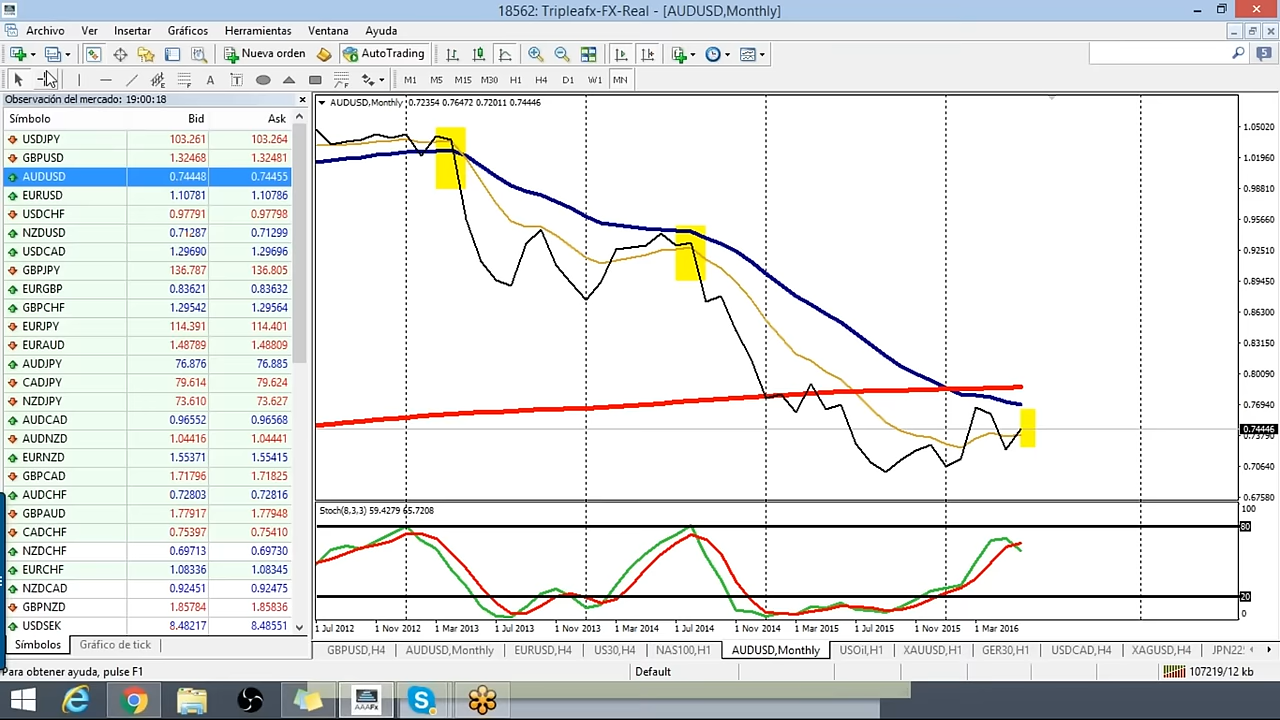 18562: Tripleafx-FX-Real - [AUDUSD,Monthly]
Archivo Ver Insertar Gráficos Herramientas Ventana Ayuda
Nueva orden AutoTrading
5
A T M1 M5 M15 M30 H1 H4 D1 W1 MN
Observación del mercado: 19:00:18
Símbolo Bid Ask
USDJPY 103.261 103.264
GBPUSD 1.32468 1.32481
AUDUSD 0.74448 0.74455
EURUSD 1.10781 1.10786
USDCHF 0.97791 0.97798
NZDUSD 0.71287 0.71299
USDCAD 1.29690 1.29696
GBPJPY 136.787 136.805
EURGBP 0.83621 0.83632
GBPCHF 1.29542 1.29554
EURJPY 114.391 114.401
EURAUD 1.48789 1.48809
AUDJPY 76.876 76.885
CADJPY 79.614 79.624
NZDJPY 73.610 73.627
AUDCAD 0.96552 0.96568
AUDNZD 1.04416 1.04441
EURNZD 1.55371 1.55415
GBPCAD 1.71796 1.71825
AUDCHF 0.72803 0.72816
GBPAUD 1.77917 1.77948
CADCHF 0.75397 0.75410
NZDCHF 0.69713 0.69730
EURCHF 1.08336 1.08345
NZDCAD 0.92451 0.92475
GBPNZD 1.85784 1.85836
USDSEK 8.48217 8.48551
Símbolos Gráfico de tick
AUDUSD,Monthly 0.72354 0.76472 0.72011 0.74446
1.05020
1.01960
0.98810
0.95660
0.92510
0.89450
0.86300
0.83150
0.80090
0.76940
0.74446
0.73790
0.70640
0.67580
Stoch(8,3,3) 59.4279 65.7208
100
80
20
0
1 Jul 2012 1 Nov 2012 1 Mar 2013 1 Jul 2013 1 Nov 2013 1 Mar 2014 1 Jul 2014 1 Nov 2014 1 Mar 2015 1 Jul 2015 1 Nov 2015 1 Mar 2016
GBPUSD,H4 AUDUSD,Monthly EURUSD,H4 US30,H4 NAS100,H1 AUDUSD,Monthly USOil,H1 XAUUSD,H1 GER30,H1 USDCAD,H4 XAGUSD,H4 JPN22
Para obtener ayuda, pulse F1 Default 107219/12 kb
AAAFx